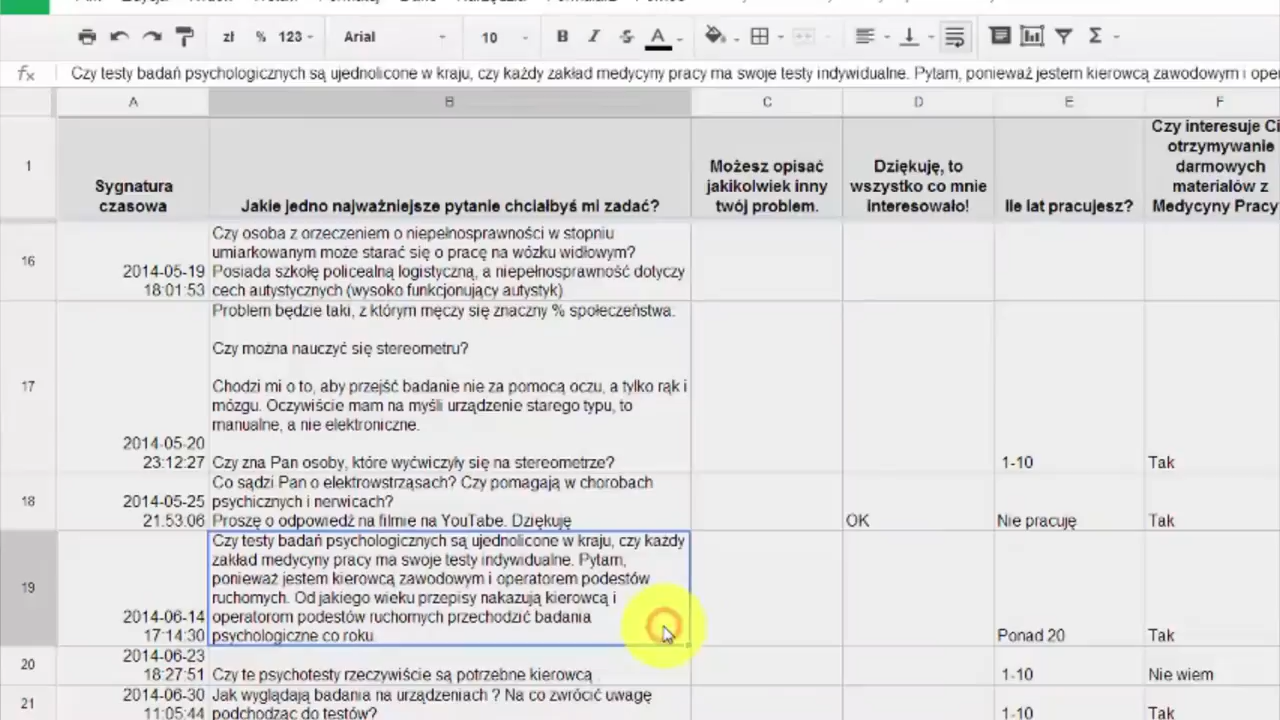 zł % 123 Arial 10 B I S A Σ
fx Czy testy badań psychologicznych są ujednolicone w kraju, czy każdy zakład medycyny pracy ma swoje testy indywidualne. Pytam, ponieważ jestem kierowcą zawodowym i oper
A B C D E F
1
Sygnatura
czasowa
Jakie jedno najważniejsze pytanie chciałbyś mi zadać?
Możesz opisać
jakikolwiek inny
twój problem.
Dziękuję, to
wszystko co mnie
interesowało!
Ile lat pracujesz?
Czy interesuje Ci
otrzymywanie
darmowych
materiałów z
Medycyny Pracy
16
2014-05-19
18:01:53
Czy osoba z orzeczeniem o niepełnosprawności w stopniu
umiarkowanym może starać się o pracę na wózku widłowym?
Posiada szkołę policealną logistyczną, a niepełnosprawność dotyczy
cech autystycznych (wysoko funkcjonujący autystyk)
17
2014-05-20
23:12:27
Problem będzie taki, z którym męczy się znaczny % społeczeństwa.
Czy można nauczyć się stereometru?
Chodzi mi o to, aby przejść badanie nie za pomocą oczu, a tylko rąk i
mózgu. Oczywiście mam na myśli urządzenie starego typu, to
manualne, a nie elektroniczne.
Czy zna Pan osoby, które wyćwiczyły się na stereometrze?
1-10
Tak
18
2014-05-25
21:53:06
Co sądzi Pan o elektrowstrząsach? Czy pomagają w chorobach
psychicznych i nerwicach?
Proszę o odpowiedź na filmie na YouTabe. Dziękuję
OK
Nie pracuję
Tak
19
2014-06-14
17:14:30
Czy testy badań psychologicznych są ujednolicone w kraju, czy każdy
zakład medycyny pracy ma swoje testy indywidualne. Pytam,
ponieważ jestem kierowcą zawodowym i operatorem podestów
ruchomych. Od jakiego wieku przepisy nakazują kierowcą i
operatorom podestów ruchomych przechodzić badania
psychologiczne co roku
Ponad 20
Tak
20
2014-06-23
18:27:51
Czy te psychotesty rzeczywiście są potrzebne kierowcą
1-10
Nie wiem
21
2014-06-30
11:05:44
Jak wyglądają badania na urządzeniach ? Na co zwrócić uwagę
podchodząc do testów?
1-10
Tak